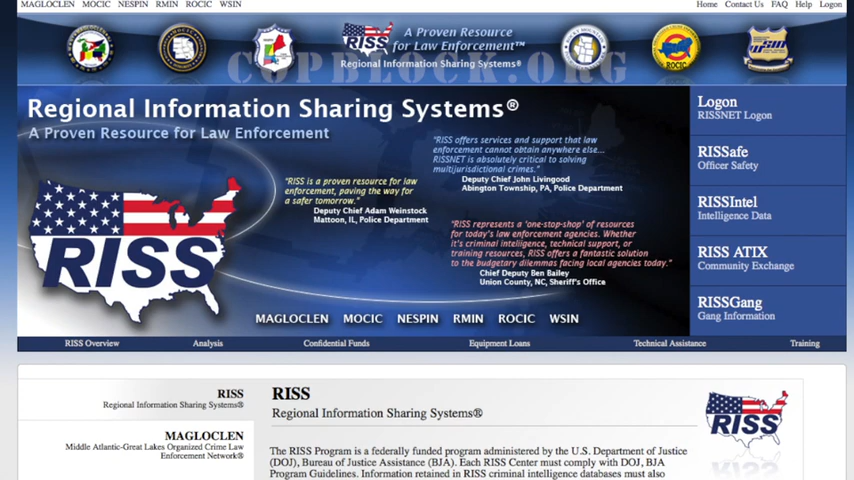 MAGLOCLEN MOCIC NESPIN RMIN ROCIC WSIN
Home Contact Us FAQ Help Logon
RISS
A Proven Resource
for Law Enforcement™
Regional Information Sharing Systems®
COPBLOCK.ORG
ROCIC
Regional Information Sharing Systems®
A Proven Resource for Law Enforcement
"RISS is a proven resource for law
enforcement, paving the way for
a safer tomorrow."
Deputy Chief Adam Weinstock
Mattoon, IL, Police Department
"RISS offers services and support that law
enforcement cannot obtain anywhere else...
RISSNET is absolutely critical to solving
multijurisdictional crimes."
Deputy Chief John Livingood
Abington Township, PA, Police Department
"RISS represents a 'one-stop-shop' of resources
for today's law enforcement agencies. Whether
it's criminal intelligence, technical support, or
training resources, RISS offers a fantastic solution
to the budgetary dilemmas facing local agencies today."
Chief Deputy Ben Bailey
Union County, NC, Sheriff's Office
RISS
MAGLOCLEN MOCIC NESPIN RMIN ROCIC WSIN
Logon
RISSNET Logon
RISSafe
Officer Safety
RISSIntel
Intelligence Data
RISS ATIX
Community Exchange
RISSGang
Gang Information
RISS Overview Analysis Confidential Funds Equipment Loans Technical Assistance Training
RISS
Regional Information Sharing Systems®
MAGLOCLEN
Middle Atlantic-Great Lakes Organized Crime Law
Enforcement Network®
RISS
Regional Information Sharing Systems®
RISS
The RISS Program is a federally funded program administered by the U.S. Department of Justice
(DOJ), Bureau of Justice Assistance (BJA). Each RISS Center must comply with DOJ, BJA
Program Guidelines. Information retained in RISS criminal intelligence databases must also